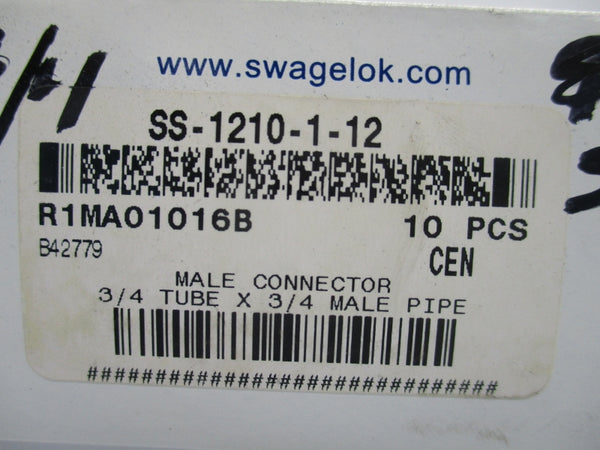 www.swagelok.com
SS-1210-1-12
R1MA01016B 10 PCS
B42779 CEN
MALE CONNECTOR
3/4 TUBE X 3/4 MALE PIPE
####################################